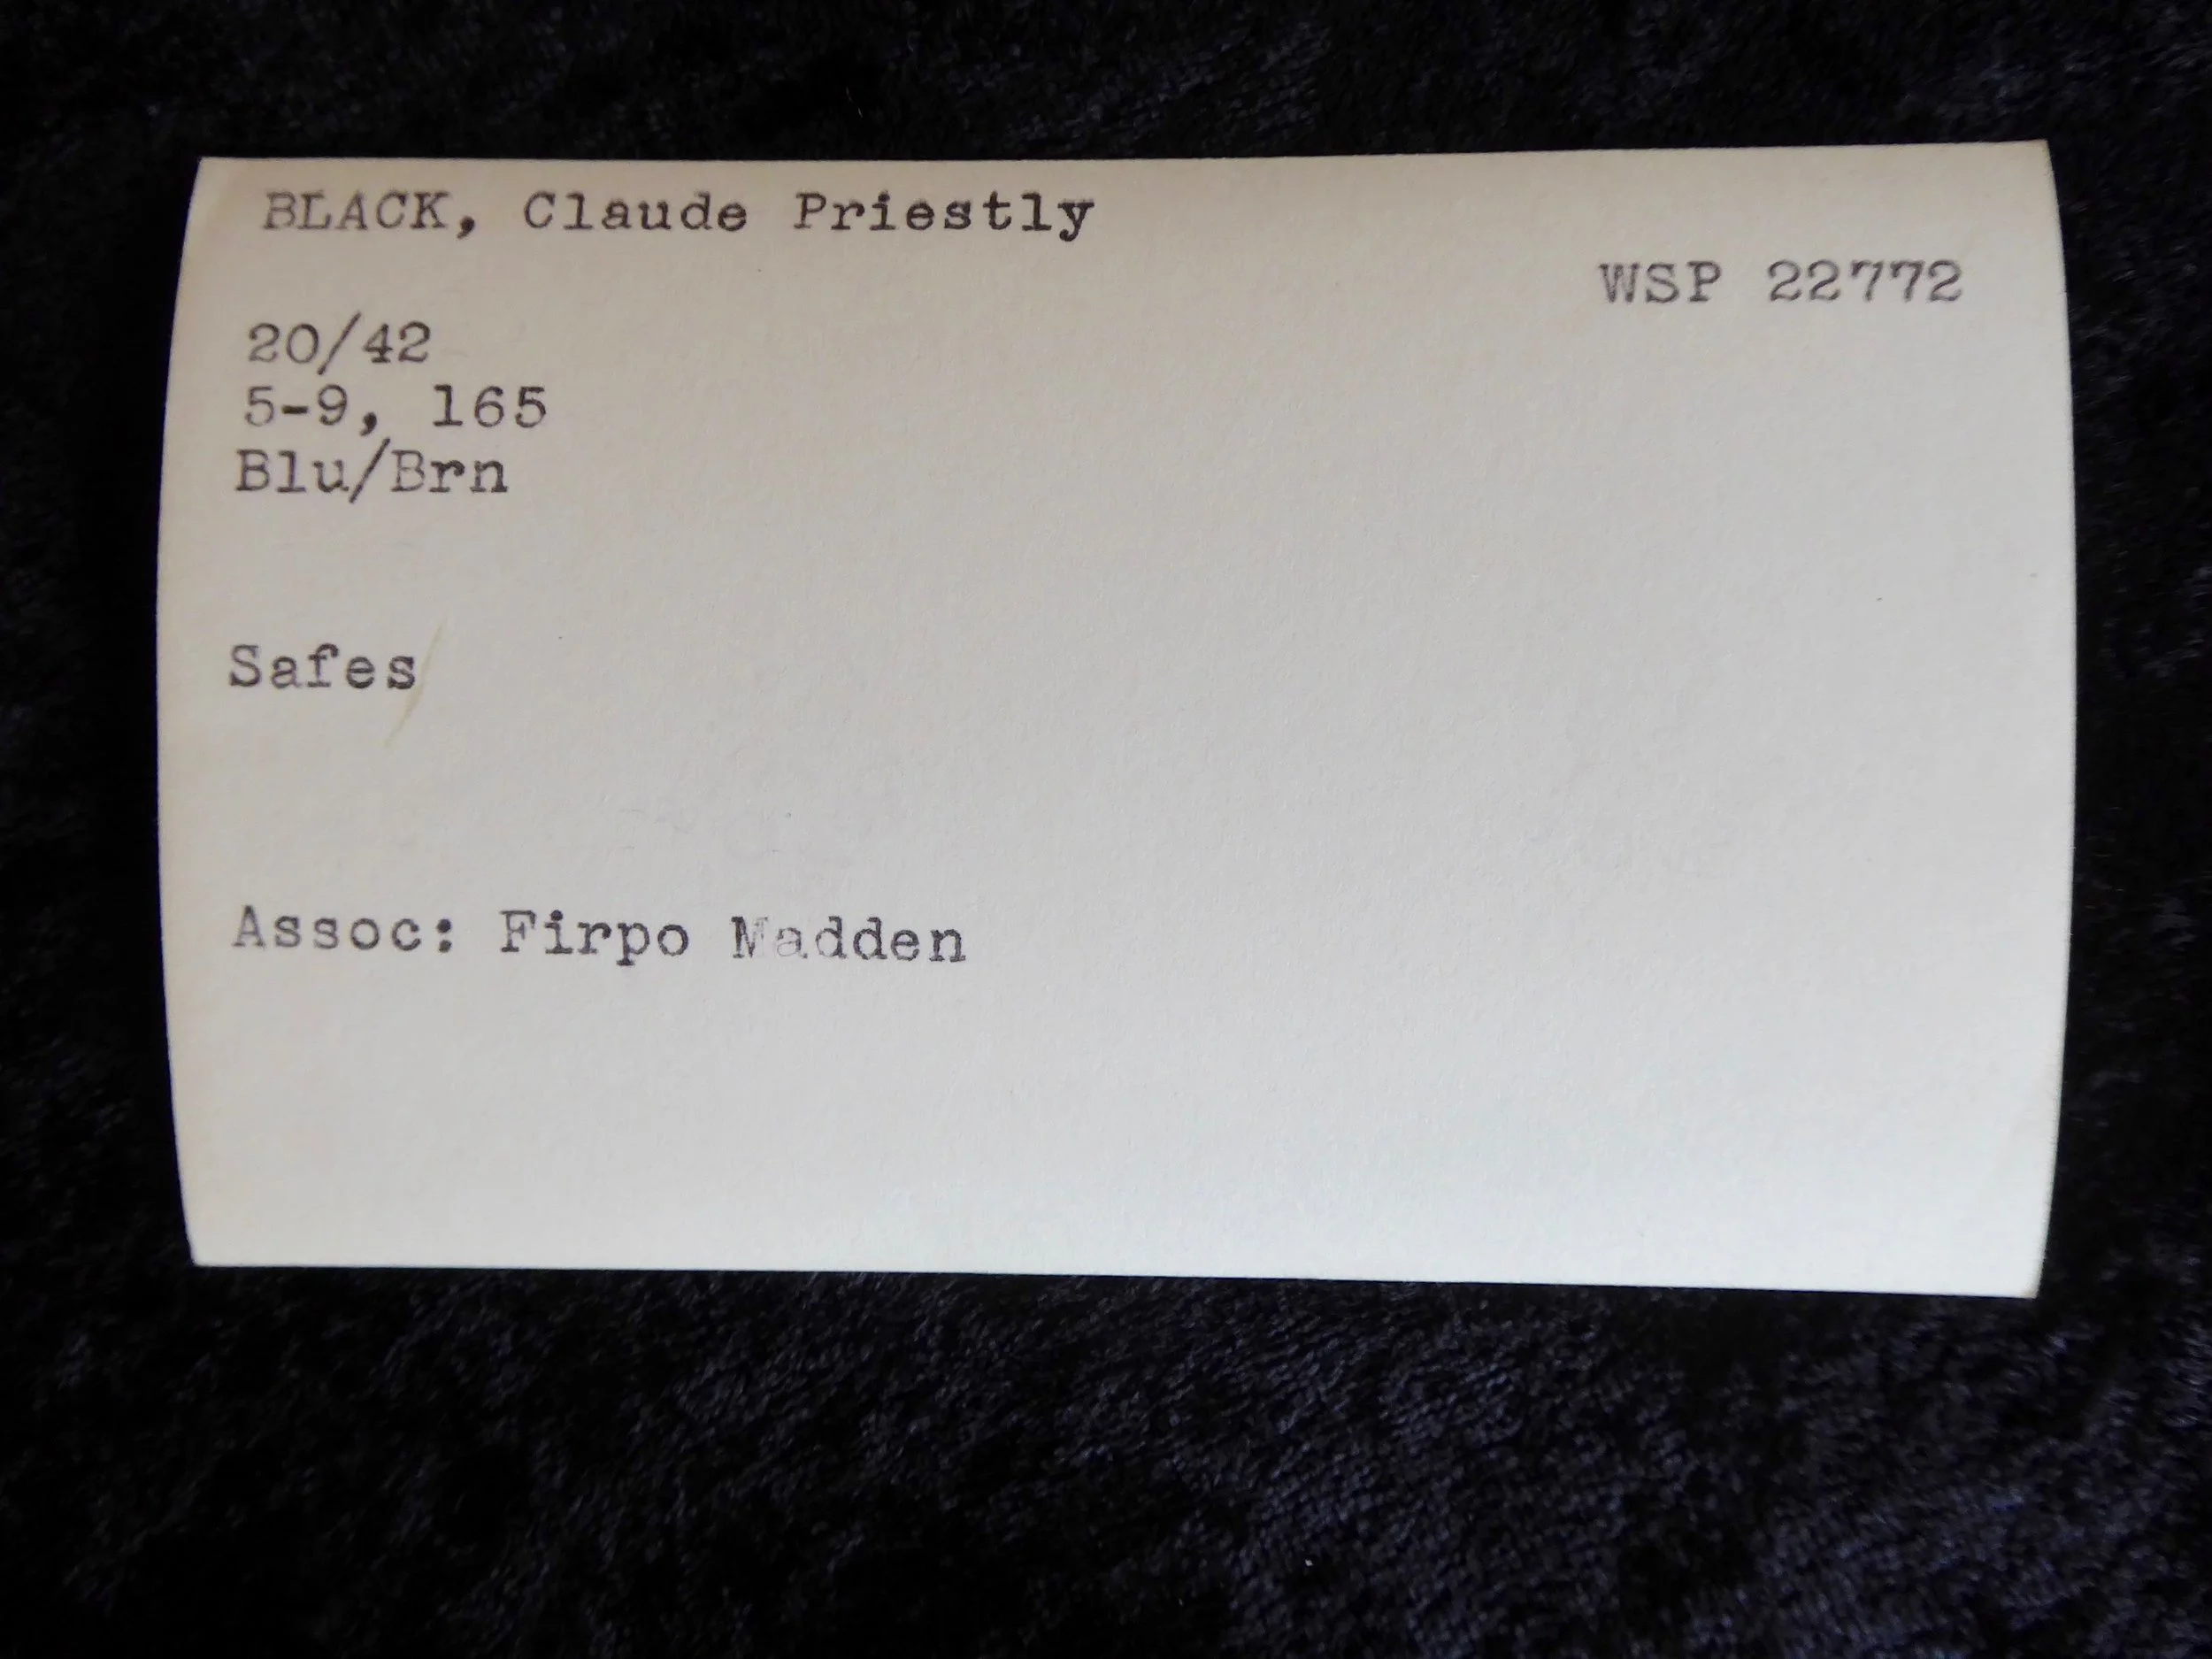 BLACK, Claude Priestly
WSP 22772
20/42
5-9, 165
Blu/Brn
Safes
Assoc: Firpo Madden